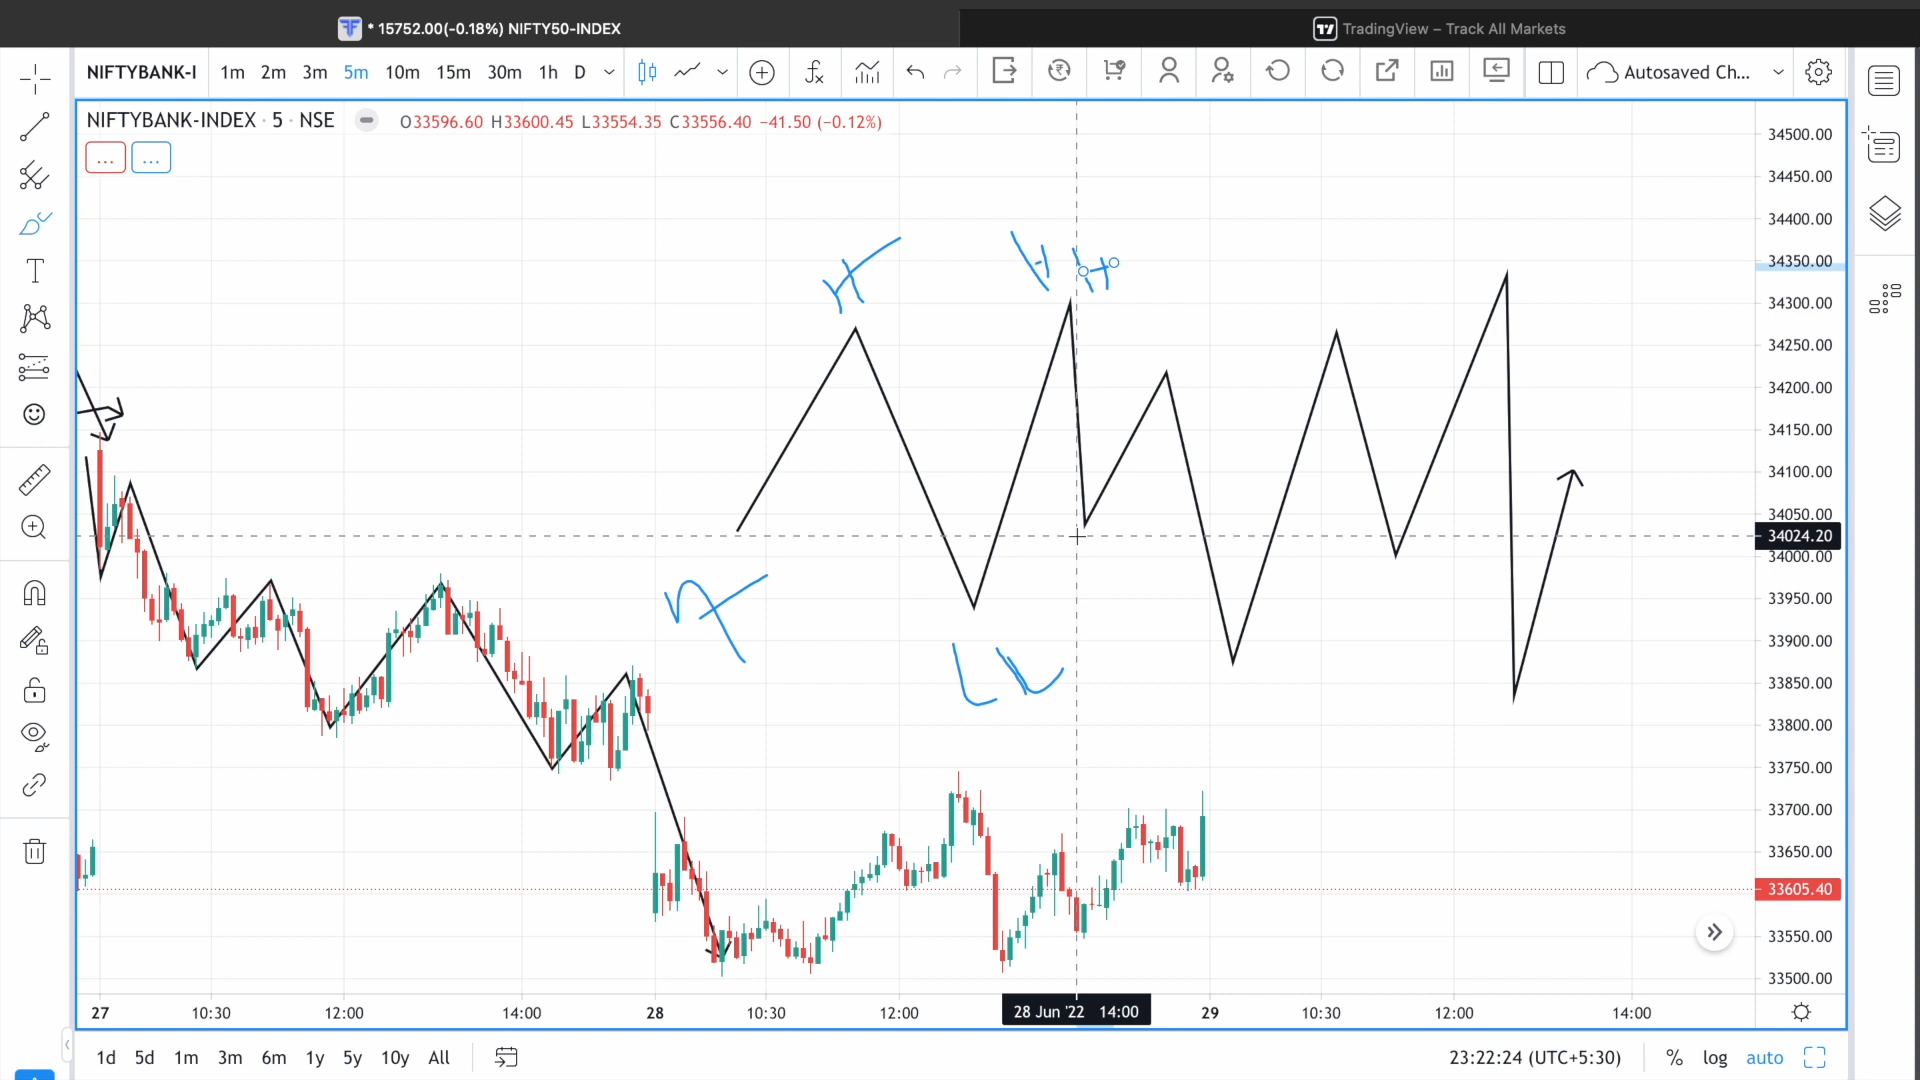 * 15752.00(-0.18%) NIFTY50-INDEX
TradingView – Track All Markets
NIFTYBANK-I 1m 2m 3m 5m 10m 15m 30m 1h D Autosaved Ch...
NIFTYBANK-INDEX · 5 · NSE O33596.60 H33600.45 L33554.35 C33556.40 −41.50 (−0.12%)
... ...
34500.00
34450.00
34400.00
34350.00
34300.00
34250.00
34200.00
34150.00
34100.00
34050.00
34024.20
34000.00
33950.00
33900.00
33850.00
33800.00
33750.00
33700.00
33650.00
33605.40
33550.00
33500.00
H
HH
27 10:30 12:00 14:00 28 10:30 12:00 28 Jun '22 14:00 29 10:30 12:00 14:00
1d 5d 1m 3m 6m 1y 5y 10y All 23:22:24 (UTC+5:30) % log auto